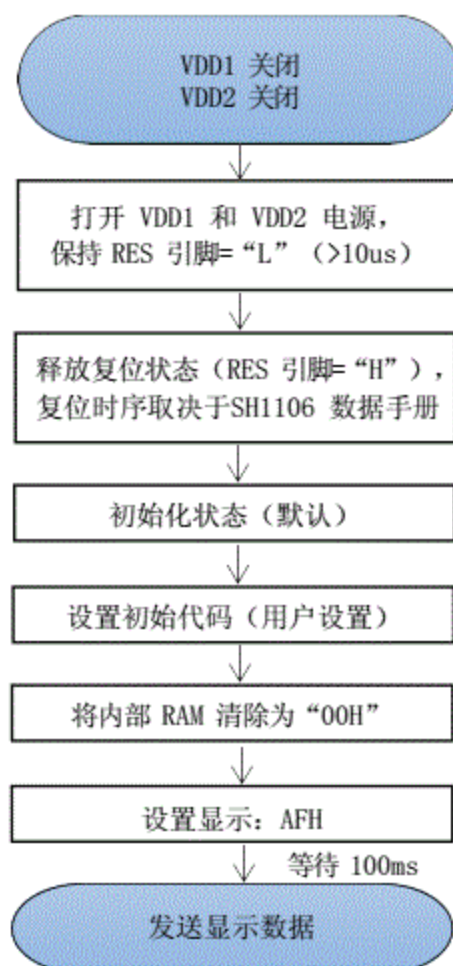 VDD1 关闭
VDD2 关闭
打开 VDD1 和 VDD2 电源，
保持 RES 引脚=“L”（>10us）
释放复位状态（RES 引脚=“H”），
复位时序取决于SH1106 数据手册
初始化状态（默认）
设置初始代码（用户设置）
将内部 RAM 清除为“00H”
设置显示：AFH
等待 100ms
发送显示数据